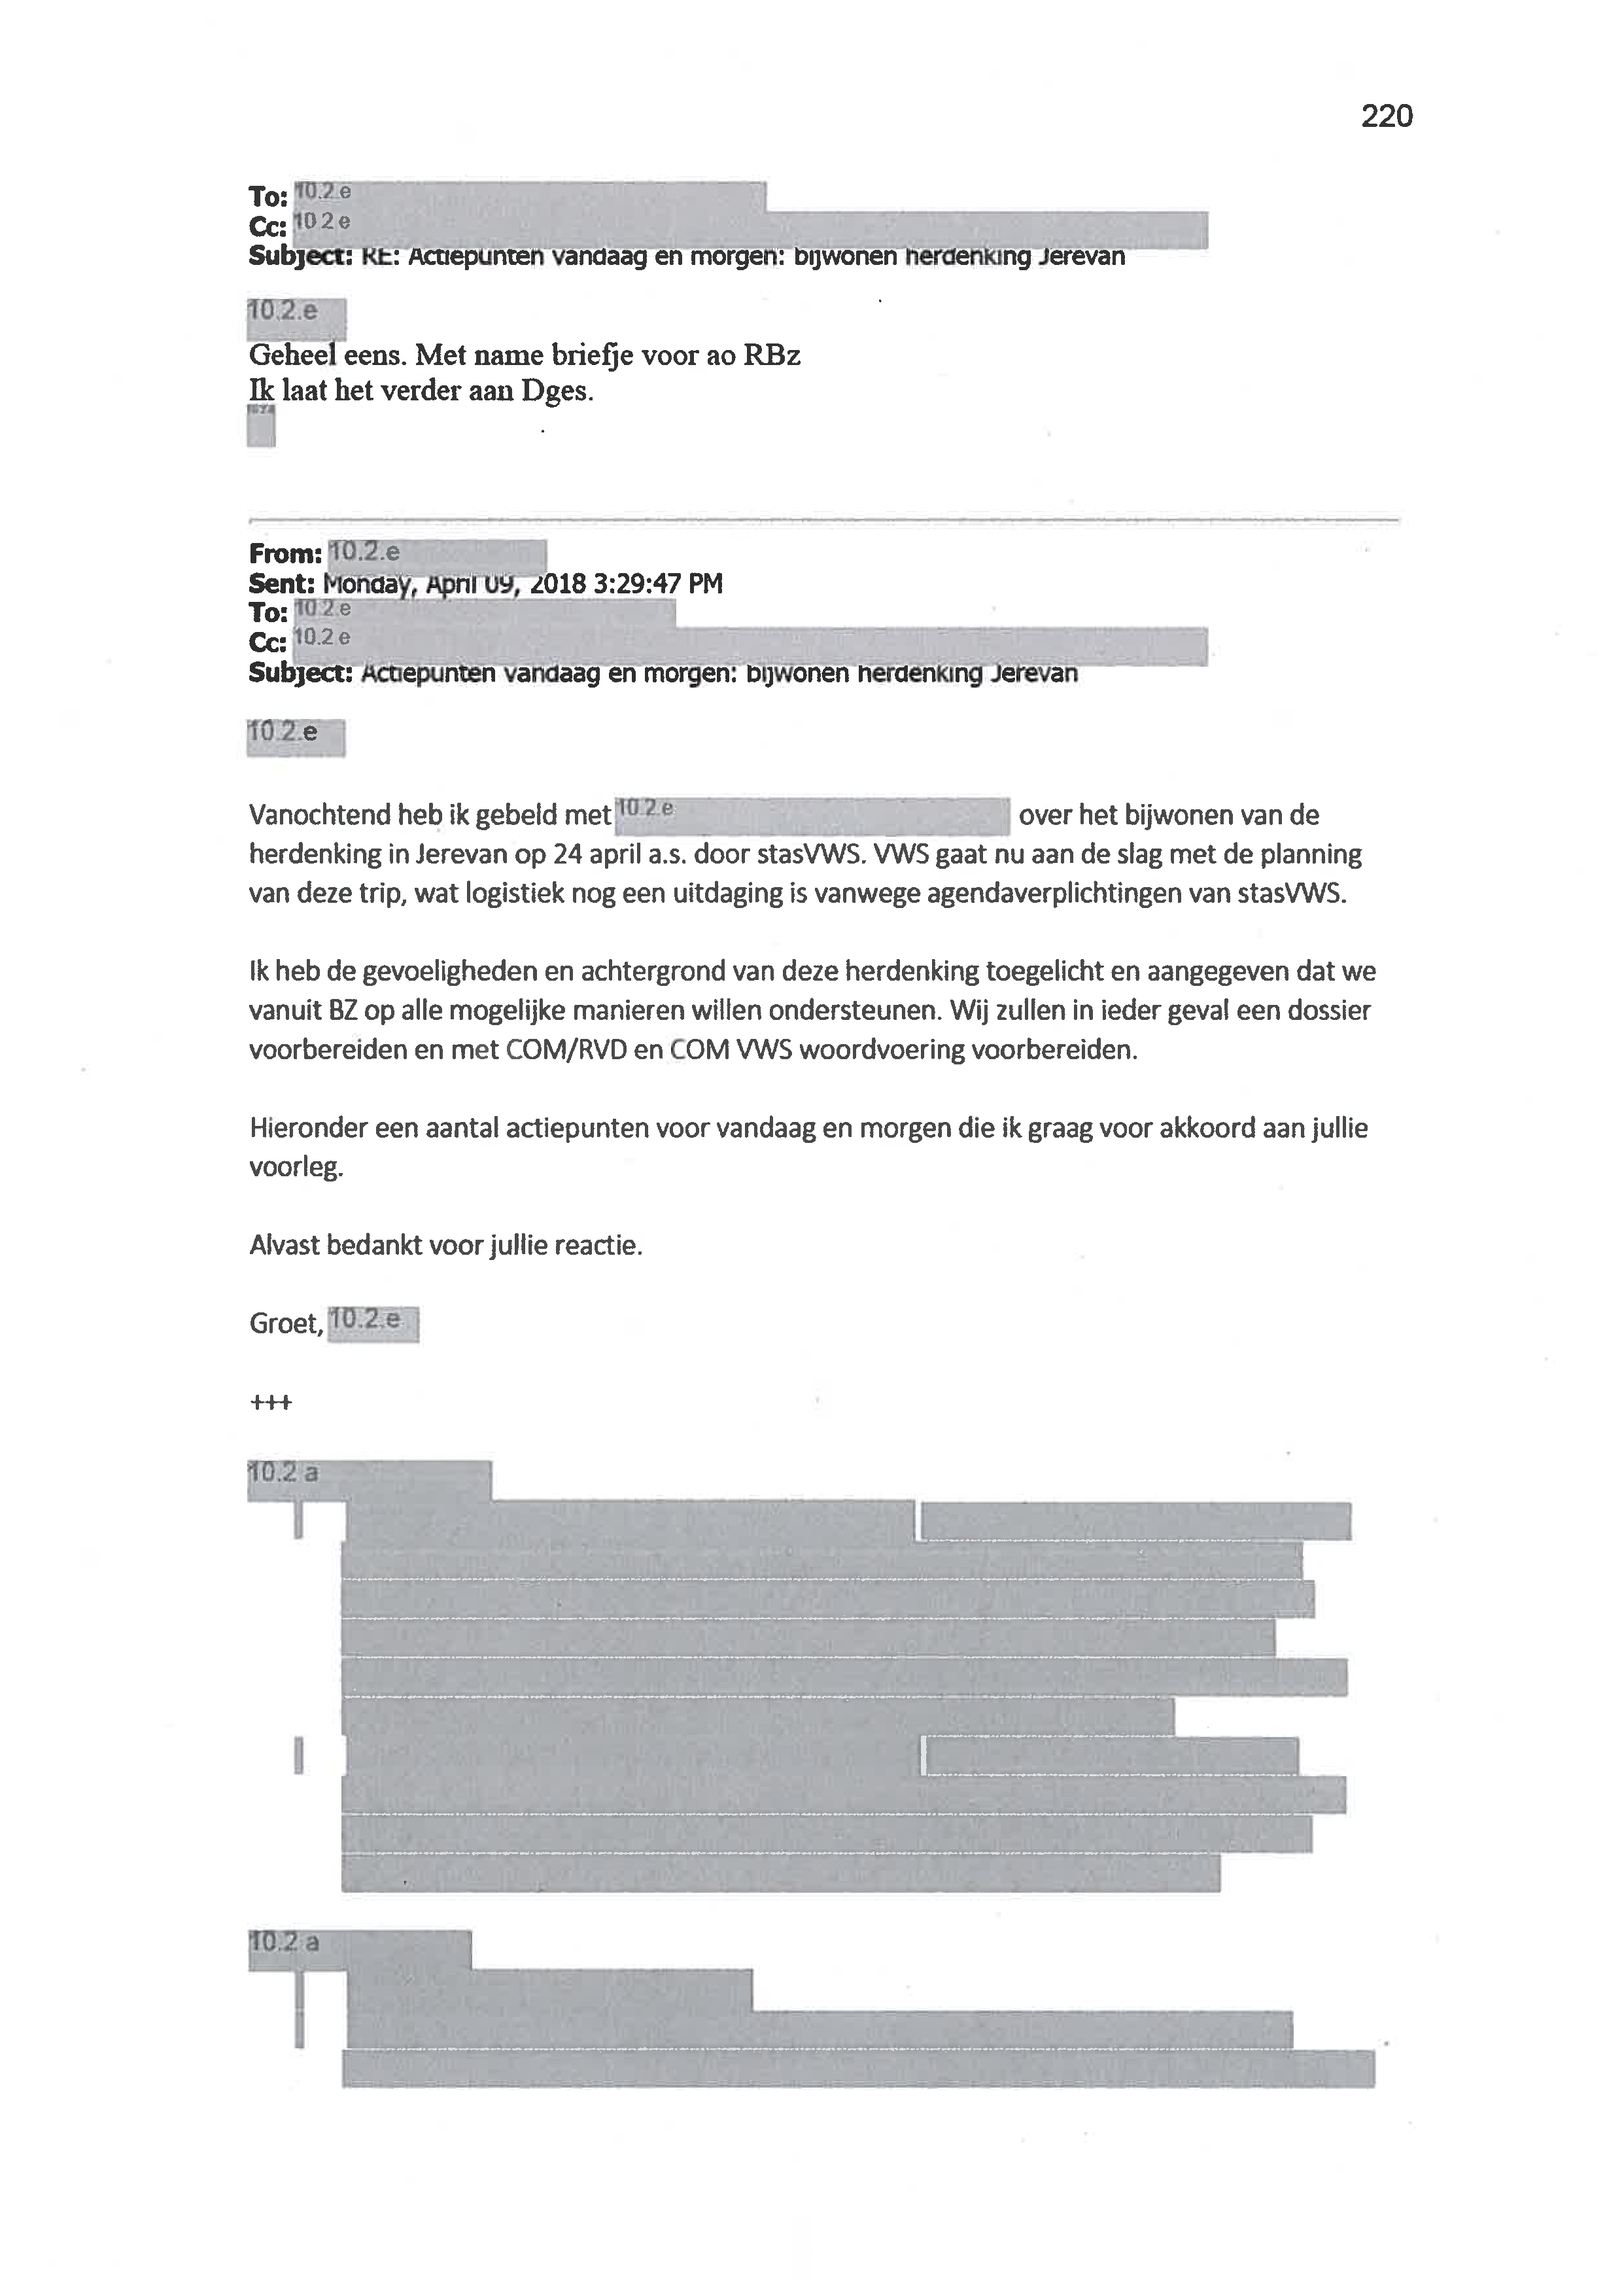 220
To: 10.2.e
Cc: 10 2 e
Subject: RE: Actiepunten vandaag en morgen: bijwonen herdenking Jerevan
10.2.e
Geheel eens. Met name briefje voor ao RBz
Ik laat het verder aan Dges.
From: 10.2.e
Sent: Monday, April 09, 2018 3:29:47 PM
To: 10 2 e
Cc: 10.2 e
Subject: Actiepunten vandaag en morgen: bijwonen herdenking Jerevan
10.2.e
Vanochtend heb ik gebeld met 10.2.e over het bijwonen van de
herdenking in Jerevan op 24 april a.s. door stasVWS. VWS gaat nu aan de slag met de planning
van deze trip, wat logistiek nog een uitdaging is vanwege agendaverplichtingen van stasVWS.
Ik heb de gevoeligheden en achtergrond van deze herdenking toegelicht en aangegeven dat we
vanuit BZ op alle mogelijke manieren willen ondersteunen. Wij zullen in ieder geval een dossier
voorbereiden en met COM/RVD en COM VWS woordvoering voorbereiden.
Hieronder een aantal actiepunten voor vandaag en morgen die ik graag voor akkoord aan jullie
voorleg.
Alvast bedankt voor jullie reactie.
Groet, 10.2.e
+++
10.2 a
10.2 a